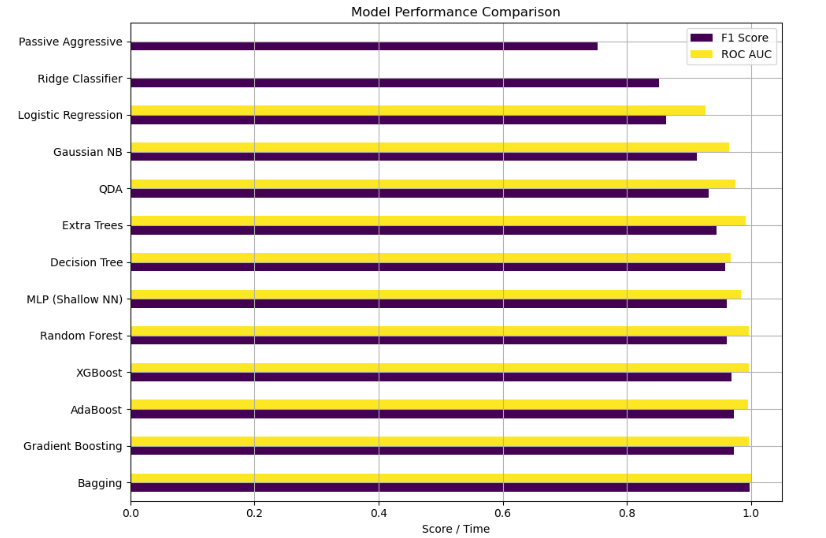 Model Performance Comparison
F1 Score
ROC AUC
Passive Aggressive
Ridge Classifier
Logistic Regression
Gaussian NB
QDA
Extra Trees
Decision Tree
MLP (Shallow NN)
Random Forest
XGBoost
AdaBoost
Gradient Boosting
Bagging
0.0 0.2 0.4 0.6 0.8 1.0
Score / Time